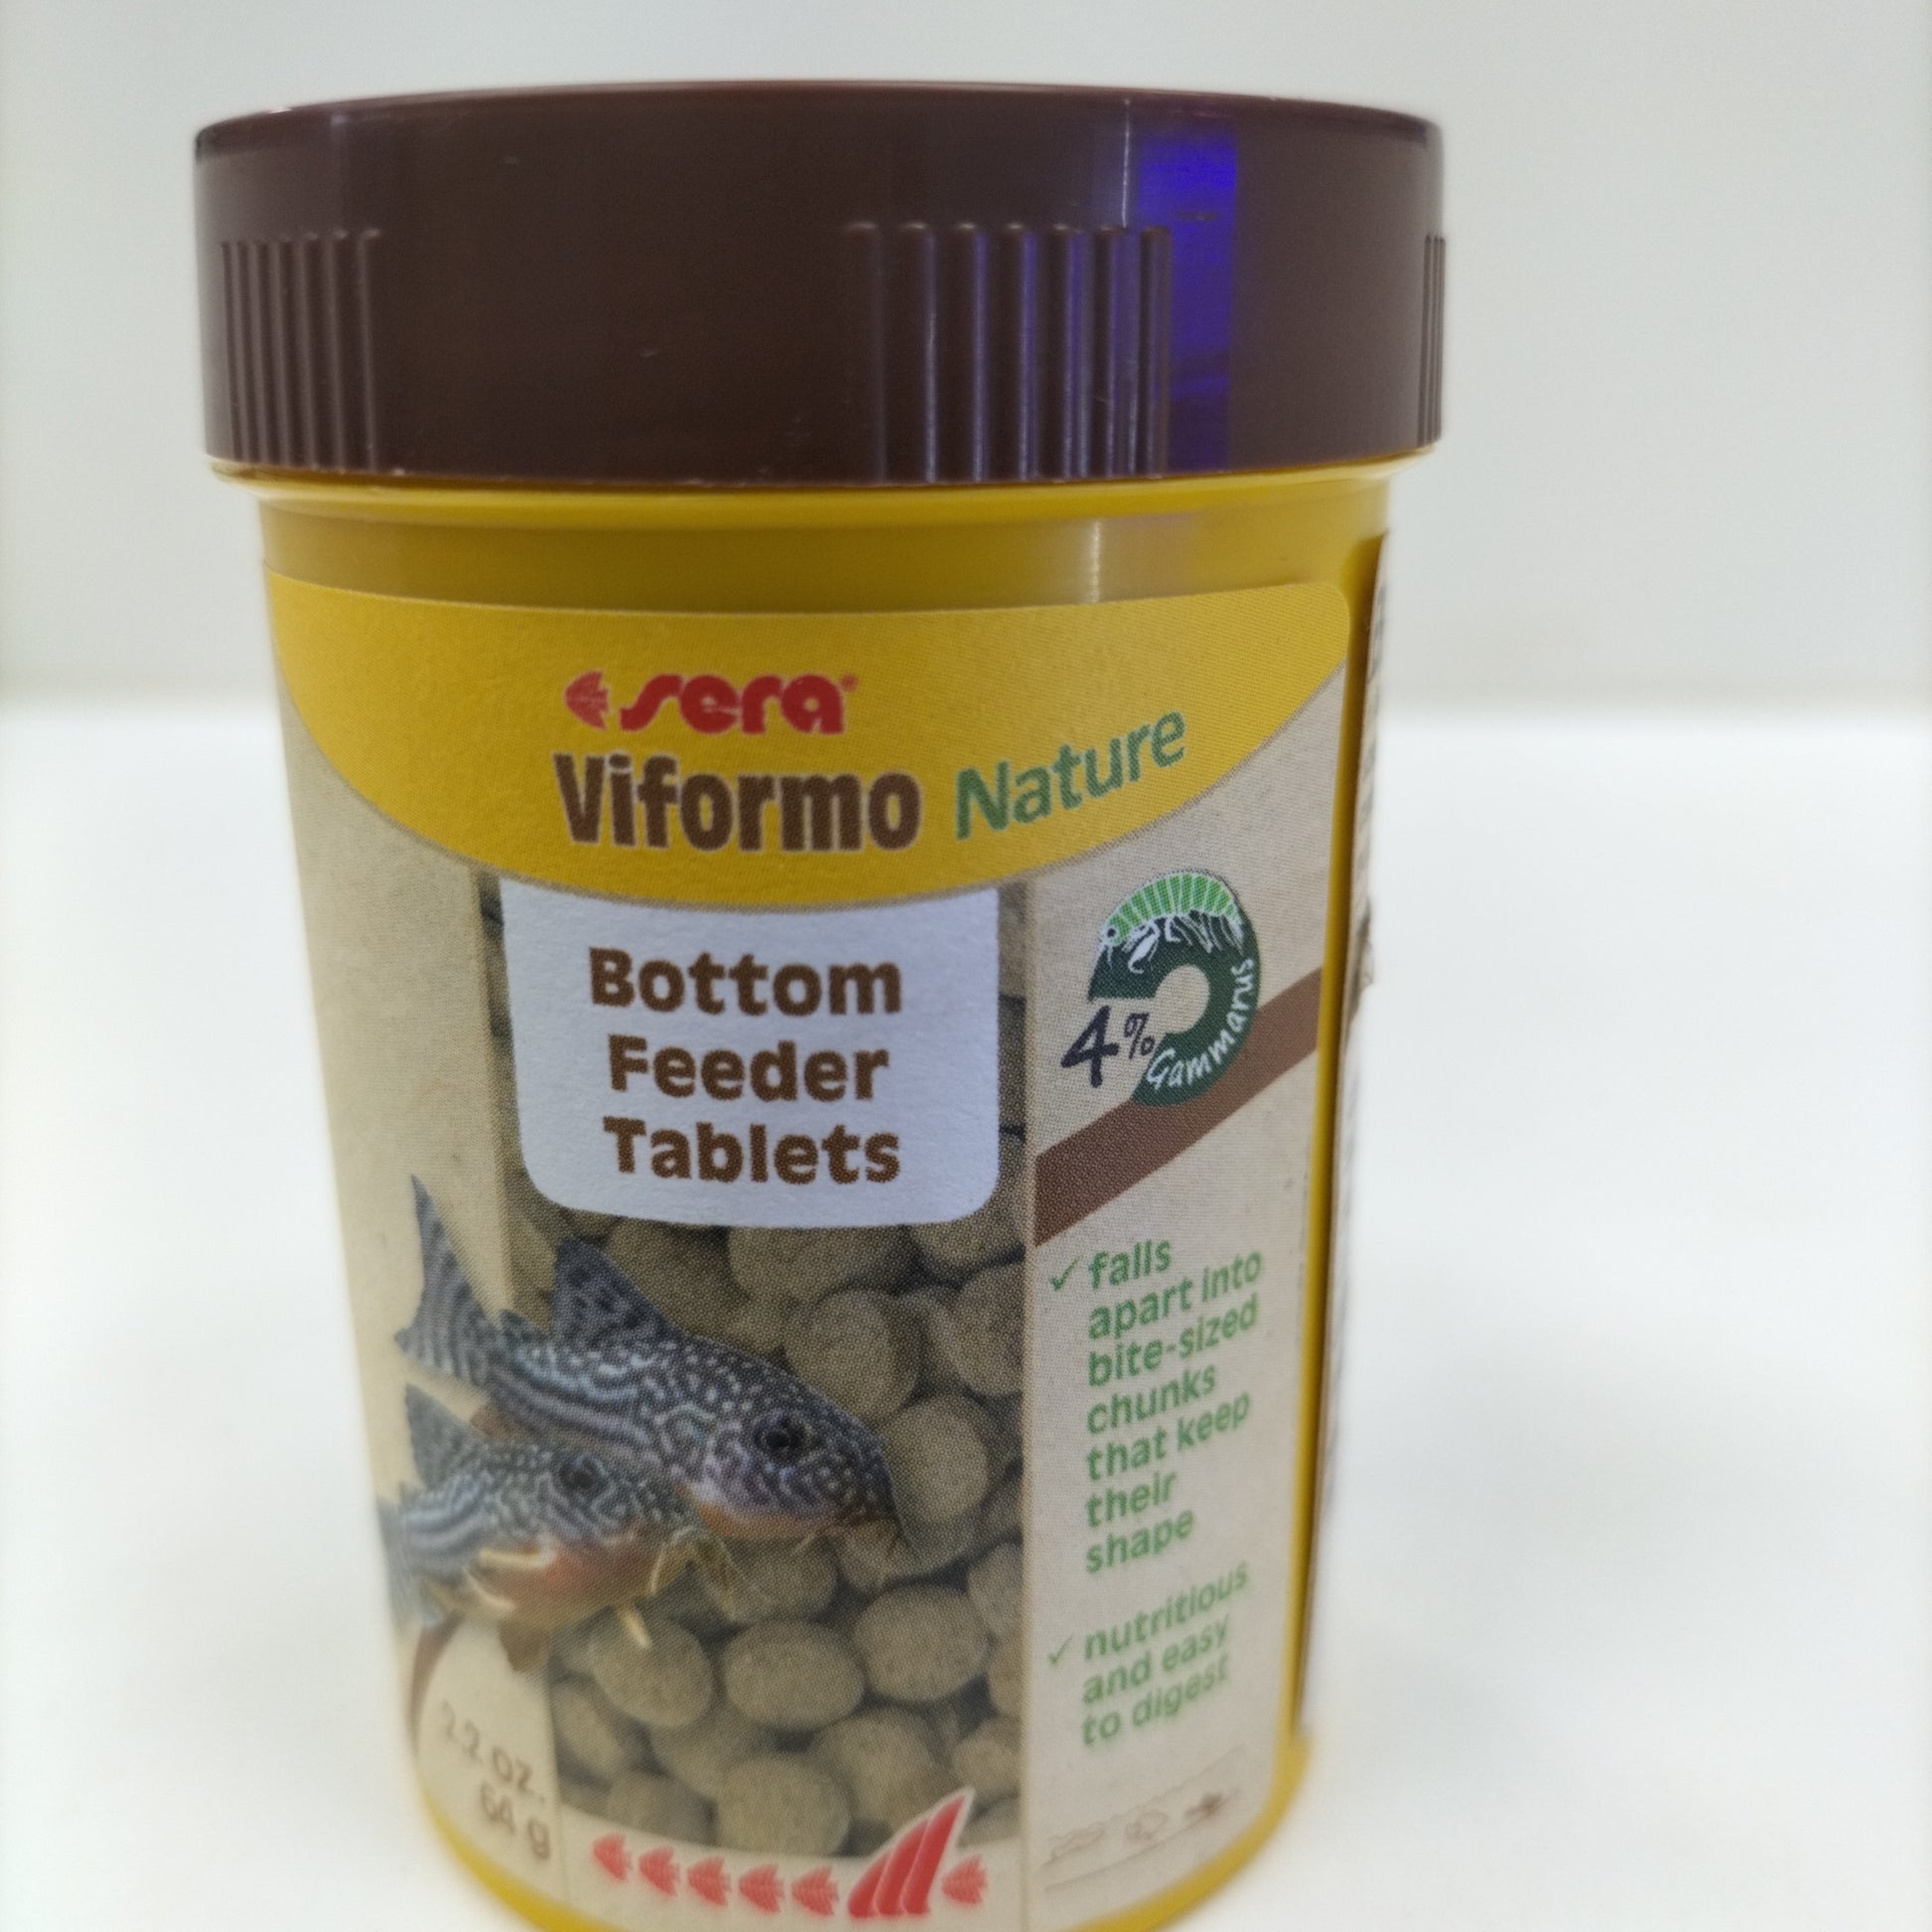 sera
Viformo Nature
Bottom
Feeder
Tablets
4%
Gammarus
✓ falls
apart into
bite-sized
chunks
that keep
their
shape
✓ nutritious
and easy
to digest
2.2 oz.
64 g